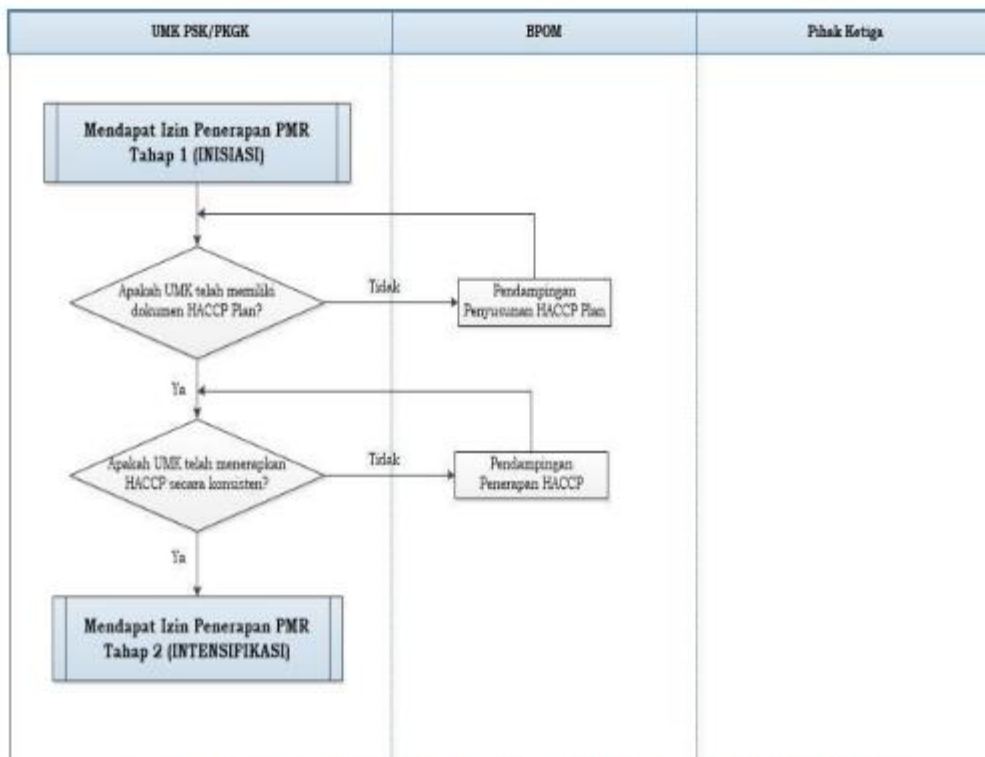 UMK PSK/PKGK
BPOM
Pihak Ketiga
Mendapat Izin Penerapan PMR
Tahap 1 (INISIASI)
Apakah UMK telah memiliki
dokumen HACCP Plan?
Tidak
Pendampingan
Penyusunan HACCP Plan
Ya
Apakah UMK telah menerapkan
HACCP secara konsisten?
Tidak
Pendampingan
Penerapan HACCP
Ya
Mendapat Izin Penerapan PMR
Tahap 2 (INTENSIFIKASI)